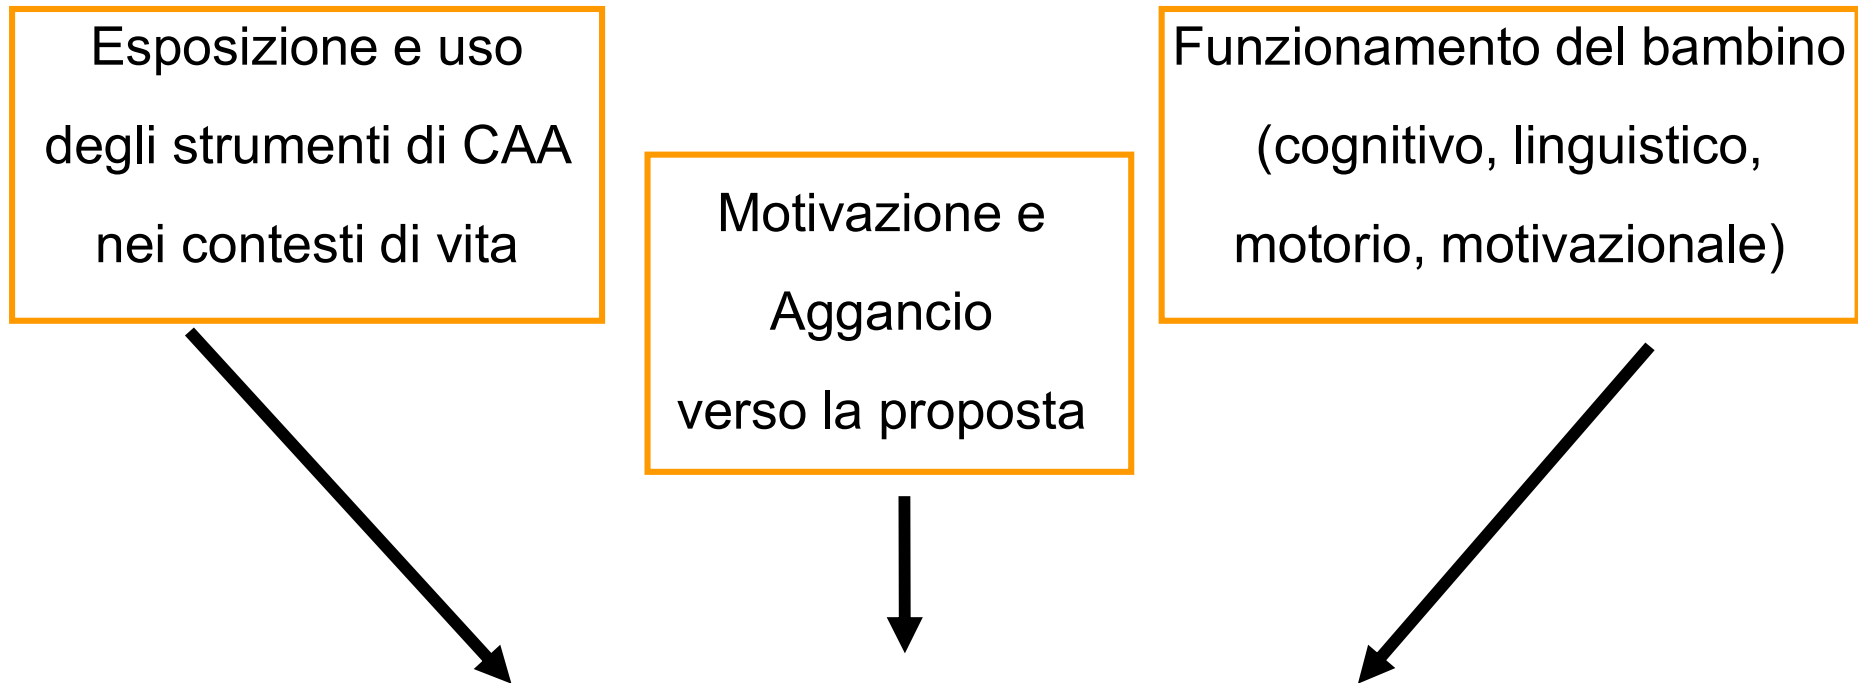 Esposizione e uso
degli strumenti di CAA
nei contesti di vita
Motivazione e
Aggancio
verso la proposta
Funzionamento del bambino
(cognitivo, linguistico,
motorio, motivazionale)